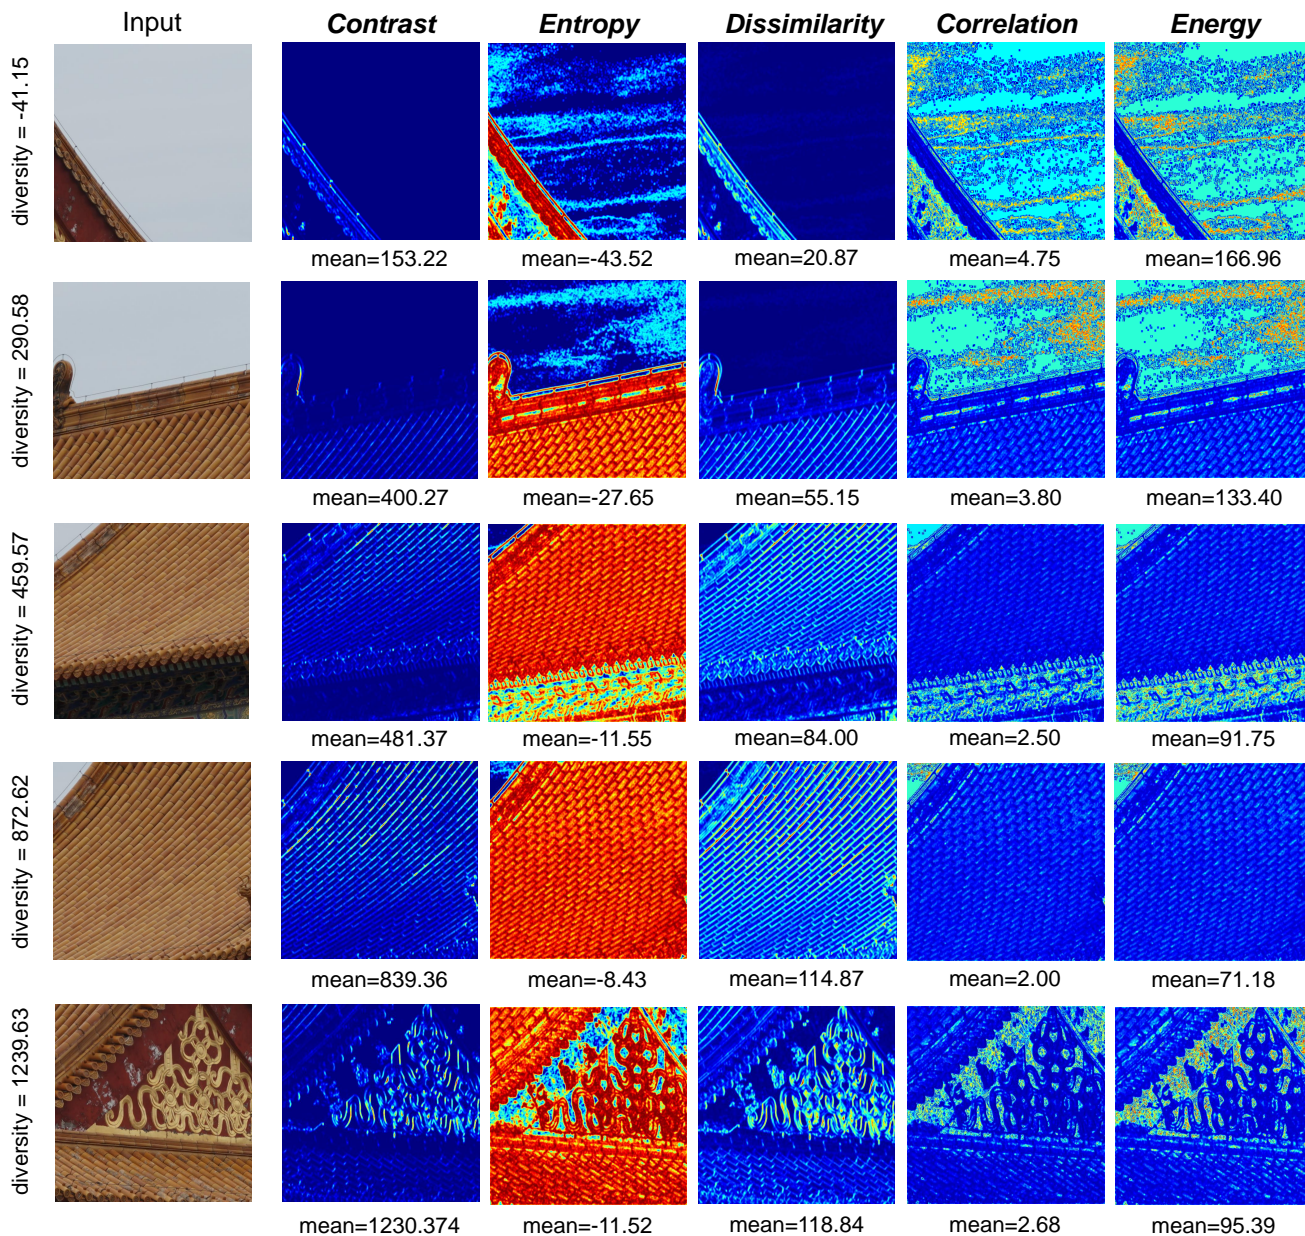 Input Contrast Entropy Dissimilarity Correlation Energy
diversity = -41.15
mean=153.22 mean=-43.52 mean=20.87 mean=4.75 mean=166.96
diversity = 290.58
mean=400.27 mean=-27.65 mean=55.15 mean=3.80 mean=133.40
diversity = 459.57
mean=481.37 mean=-11.55 mean=84.00 mean=2.50 mean=91.75
diversity = 872.62
mean=839.36 mean=-8.43 mean=114.87 mean=2.00 mean=71.18
diversity = 1239.63
mean=1230.374 mean=-11.52 mean=118.84 mean=2.68 mean=95.39